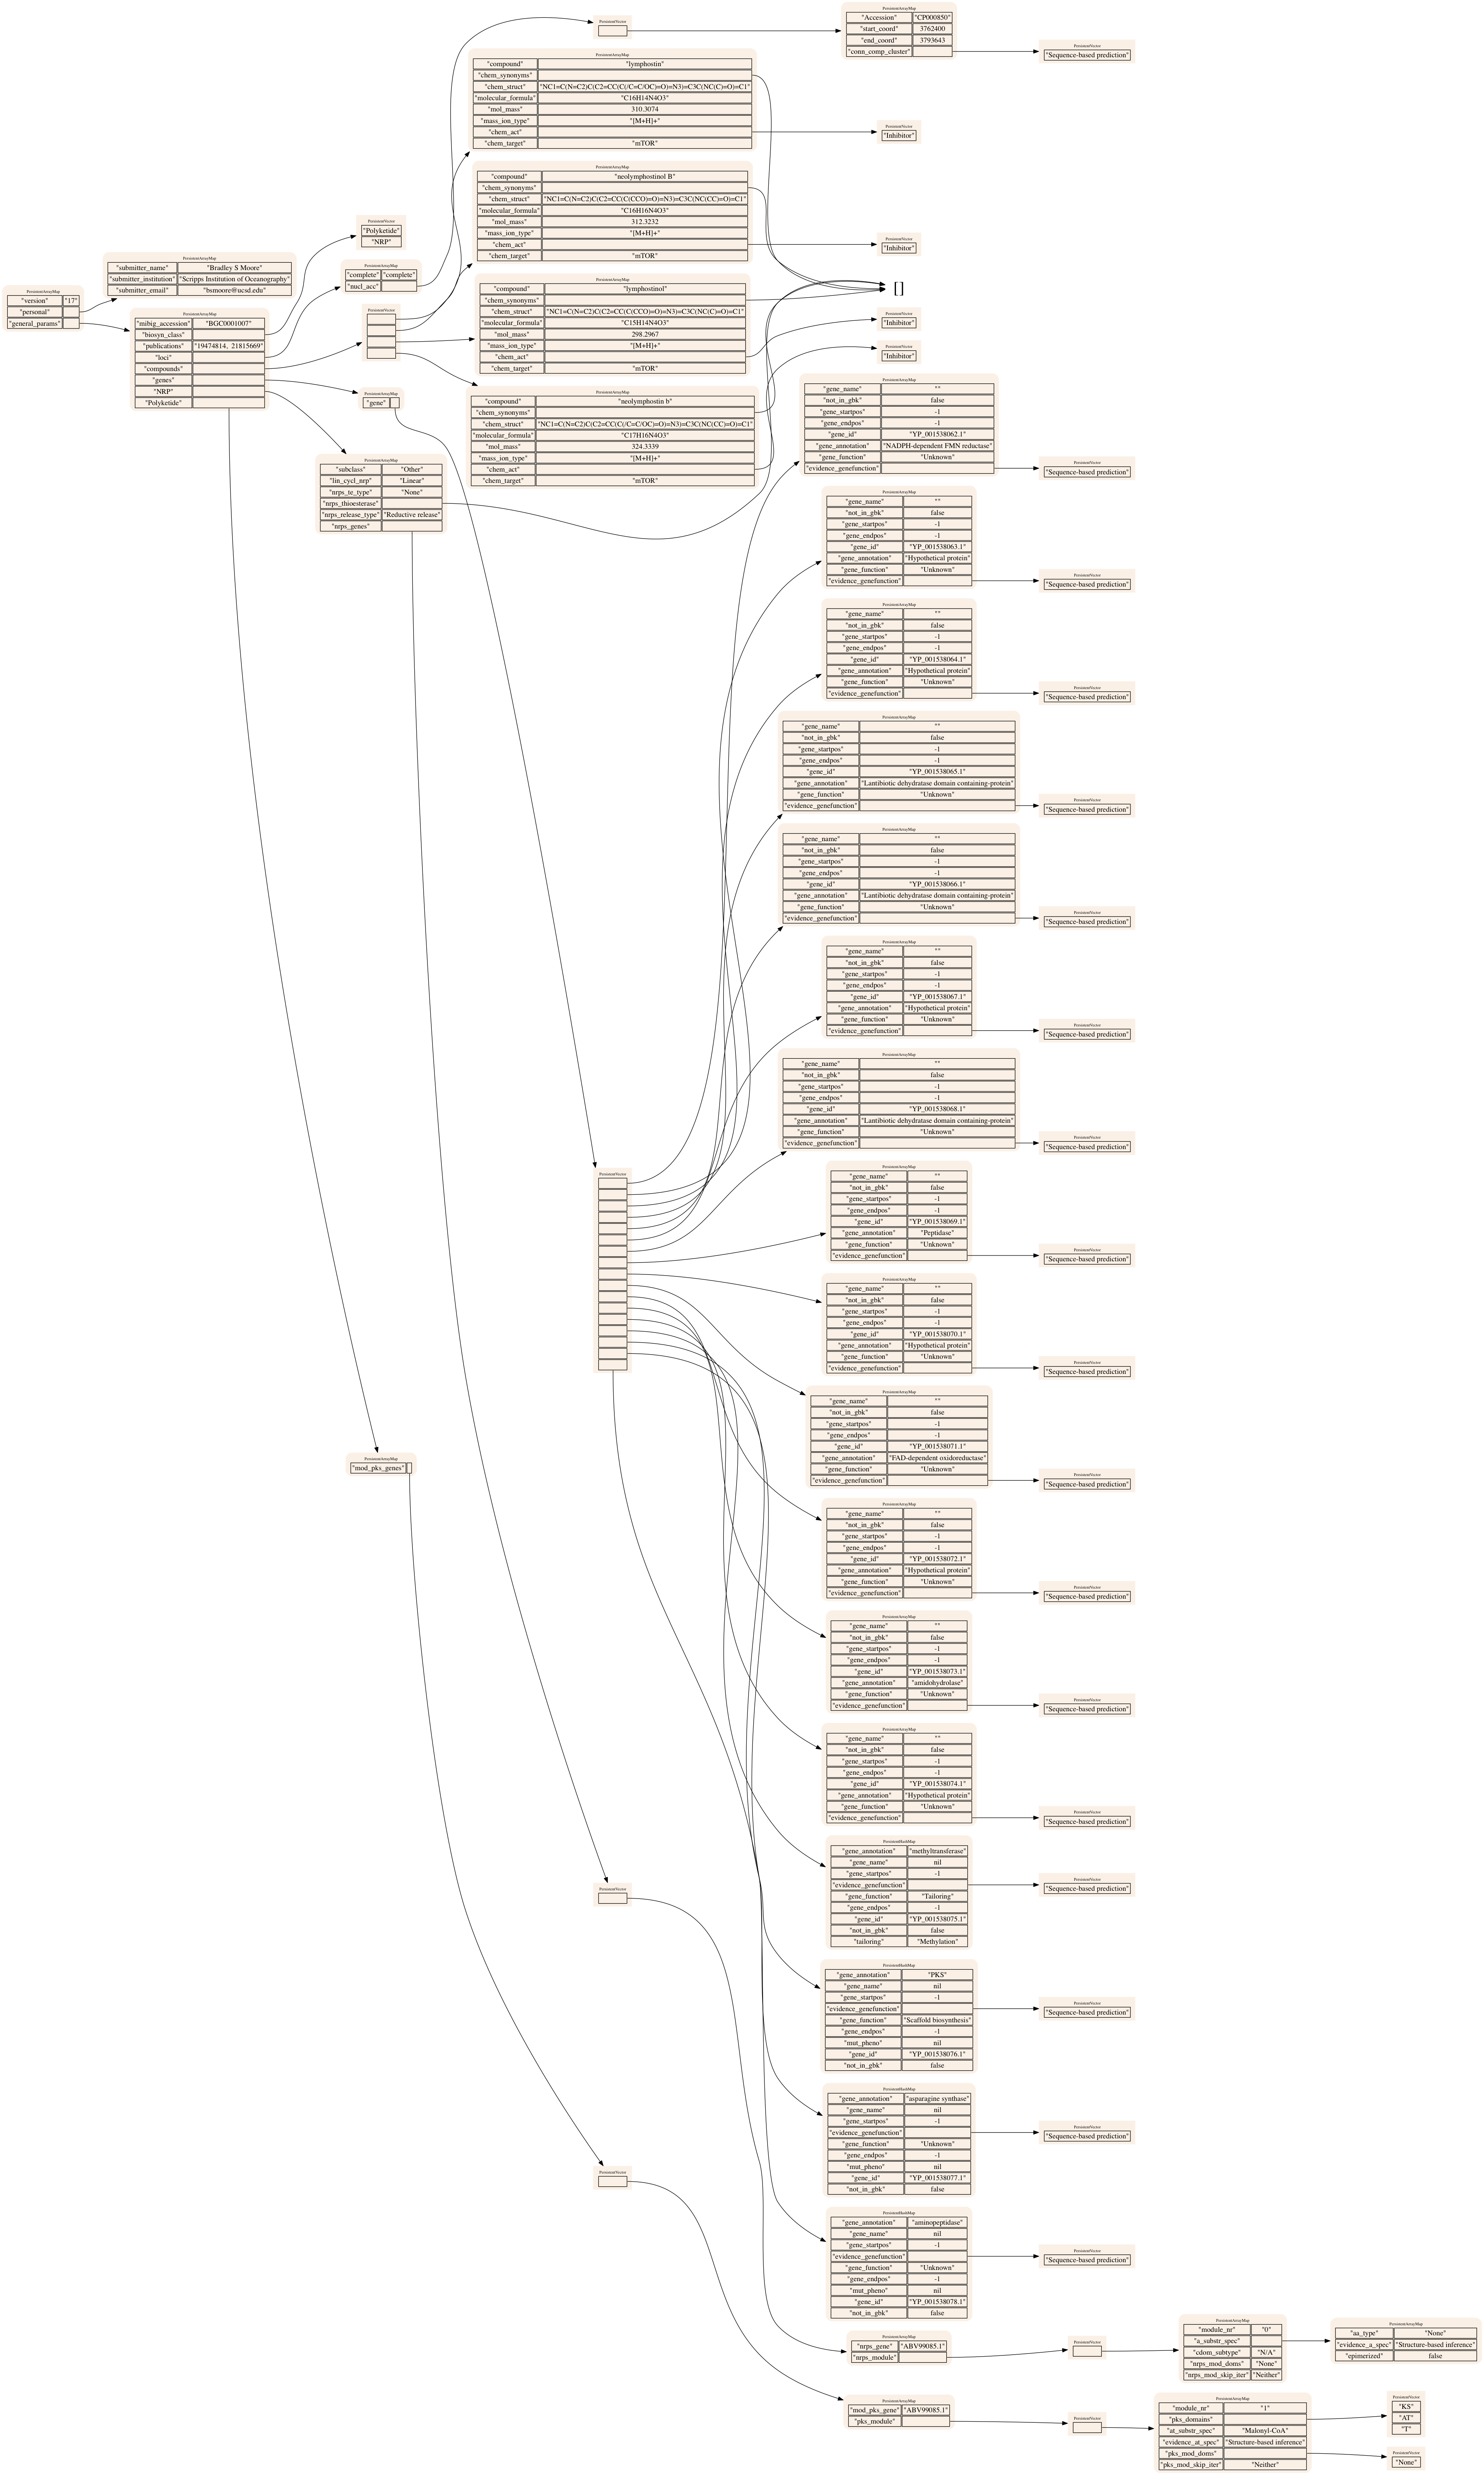 PersistentArrayMap
"version" "17"
"personal"
"general_params"
PersistentArrayMap
"submitter_name" "Bradley S Moore"
"submitter_institution" "Scripps Institution of Oceanography"
"submitter_email" "bsmoore@ucsd.edu"
PersistentArrayMap
"mibig_accession" "BGC0001007"
"biosyn_class"
"publications" "19474814, 21815669"
"loci"
"compounds"
"genes"
"NRP"
"Polyketide"
PersistentVector
"Polyketide"
"NRP"
PersistentArrayMap
"complete" "complete"
"nucl_acc"
PersistentVector
PersistentArrayMap
"gene"
PersistentArrayMap
"subclass" "Other"
"lin_cycl_nrp" "Linear"
"nrps_te_type" "None"
"nrps_thioesterase"
"nrps_release_type" "Reductive release"
"nrps_genes"
PersistentArrayMap
"mod_pks_genes"
PersistentVector
PersistentArrayMap
"compound" "lymphostin"
"chem_synonyms"
"chem_struct" "NC1=C(N=C2)C(C2=CC(C(/C=C/OC)=O)=N3)=C3C(NC(C)=O)=C1"
"molecular_formula" "C16H14N4O3"
"mol_mass" 310.3074
"mass_ion_type" "[M+H]+"
"chem_act"
"chem_target" "mTOR"
PersistentArrayMap
"compound" "neolymphostinol B"
"chem_synonyms"
"chem_struct" "NC1=C(N=C2)C(C2=CC(C(CCO)=O)=N3)=C3C(NC(CC)=O)=C1"
"molecular_formula" "C16H16N4O3"
"mol_mass" 312.3232
"mass_ion_type" "[M+H]+"
"chem_act"
"chem_target" "mTOR"
PersistentArrayMap
"compound" "lymphostinol"
"chem_synonyms"
"chem_struct" "NC1=C(N=C2)C(C2=CC(C(CCO)=O)=N3)=C3C(NC(C)=O)=C1"
"molecular_formula" "C15H14N4O3"
"mol_mass" 298.2967
"mass_ion_type" "[M+H]+"
"chem_act"
"chem_target" "mTOR"
PersistentArrayMap
"compound" "neolymphostin b"
"chem_synonyms"
"chem_struct" "NC1=C(N=C2)C(C2=CC(C(/C=C/OC)=O)=N3)=C3C(NC(CC)=O)=C1"
"molecular_formula" "C17H16N4O3"
"mol_mass" 324.3339
"mass_ion_type" "[M+H]+"
"chem_act"
"chem_target" "mTOR"
PersistentVector
PersistentVector
PersistentVector
PersistentArrayMap
"Accession" "CP000850"
"start_coord" 3762400
"end_coord" 3793643
"conn_comp_cluster"
PersistentVector
"Sequence-based prediction"
PersistentVector
"Inhibitor"
PersistentVector
"Inhibitor"
[]
PersistentVector
"Inhibitor"
PersistentVector
"Inhibitor"
PersistentArrayMap
"gene_name" ""
"not_in_gbk" false
"gene_startpos" -1
"gene_endpos" -1
"gene_id" "YP_001538062.1"
"gene_annotation" "NADPH-dependent FMN reductase"
"gene_function" "Unknown"
"evidence_genefunction"
PersistentVector
"Sequence-based prediction"
PersistentArrayMap
"gene_name" ""
"not_in_gbk" false
"gene_startpos" -1
"gene_endpos" -1
"gene_id" "YP_001538063.1"
"gene_annotation" "Hypothetical protein"
"gene_function" "Unknown"
"evidence_genefunction"
PersistentVector
"Sequence-based prediction"
PersistentArrayMap
"gene_name" ""
"not_in_gbk" false
"gene_startpos" -1
"gene_endpos" -1
"gene_id" "YP_001538064.1"
"gene_annotation" "Hypothetical protein"
"gene_function" "Unknown"
"evidence_genefunction"
PersistentVector
"Sequence-based prediction"
PersistentArrayMap
"gene_name" ""
"not_in_gbk" false
"gene_startpos" -1
"gene_endpos" -1
"gene_id" "YP_001538065.1"
"gene_annotation" "Lantibiotic dehydratase domain containing-protein"
"gene_function" "Unknown"
"evidence_genefunction"
PersistentVector
"Sequence-based prediction"
PersistentArrayMap
"gene_name" ""
"not_in_gbk" false
"gene_startpos" -1
"gene_endpos" -1
"gene_id" "YP_001538066.1"
"gene_annotation" "Lantibiotic dehydratase domain containing-protein"
"gene_function" "Unknown"
"evidence_genefunction"
PersistentVector
"Sequence-based prediction"
PersistentArrayMap
"gene_name" ""
"not_in_gbk" false
"gene_startpos" -1
"gene_endpos" -1
"gene_id" "YP_001538067.1"
"gene_annotation" "Hypothetical protein"
"gene_function" "Unknown"
"evidence_genefunction"
PersistentVector
"Sequence-based prediction"
PersistentArrayMap
"gene_name" ""
"not_in_gbk" false
"gene_startpos" -1
"gene_endpos" -1
"gene_id" "YP_001538068.1"
"gene_annotation" "Lantibiotic dehydratase domain containing-protein"
"gene_function" "Unknown"
"evidence_genefunction"
PersistentVector
"Sequence-based prediction"
PersistentArrayMap
"gene_name" ""
"not_in_gbk" false
"gene_startpos" -1
"gene_endpos" -1
"gene_id" "YP_001538069.1"
"gene_annotation" "Peptidase"
"gene_function" "Unknown"
"evidence_genefunction"
PersistentVector
"Sequence-based prediction"
PersistentArrayMap
"gene_name" ""
"not_in_gbk" false
"gene_startpos" -1
"gene_endpos" -1
"gene_id" "YP_001538070.1"
"gene_annotation" "Hypothetical protein"
"gene_function" "Unknown"
"evidence_genefunction"
PersistentVector
"Sequence-based prediction"
PersistentArrayMap
"gene_name" ""
"not_in_gbk" false
"gene_startpos" -1
"gene_endpos" -1
"gene_id" "YP_001538071.1"
"gene_annotation" "FAD-dependent oxidoreductase"
"gene_function" "Unknown"
"evidence_genefunction"
PersistentVector
"Sequence-based prediction"
PersistentArrayMap
"gene_name" ""
"not_in_gbk" false
"gene_startpos" -1
"gene_endpos" -1
"gene_id" "YP_001538072.1"
"gene_annotation" "Hypothetical protein"
"gene_function" "Unknown"
"evidence_genefunction"
PersistentVector
"Sequence-based prediction"
PersistentArrayMap
"gene_name" ""
"not_in_gbk" false
"gene_startpos" -1
"gene_endpos" -1
"gene_id" "YP_001538073.1"
"gene_annotation" "amidohydrolase"
"gene_function" "Unknown"
"evidence_genefunction"
PersistentVector
"Sequence-based prediction"
PersistentArrayMap
"gene_name" ""
"not_in_gbk" false
"gene_startpos" -1
"gene_endpos" -1
"gene_id" "YP_001538074.1"
"gene_annotation" "Hypothetical protein"
"gene_function" "Unknown"
"evidence_genefunction"
PersistentVector
"Sequence-based prediction"
PersistentHashMap
"gene_annotation" "methyltransferase"
"gene_name" nil
"gene_startpos" -1
"evidence_genefunction"
"gene_function" "Tailoring"
"gene_endpos" -1
"gene_id" "YP_001538075.1"
"not_in_gbk" false
"tailoring" "Methylation"
PersistentVector
"Sequence-based prediction"
PersistentHashMap
"gene_annotation" "PKS"
"gene_name" nil
"gene_startpos" -1
"evidence_genefunction"
"gene_function" "Scaffold biosynthesis"
"gene_endpos" -1
"mut_pheno" nil
"gene_id" "YP_001538076.1"
"not_in_gbk" false
PersistentVector
"Sequence-based prediction"
PersistentHashMap
"gene_annotation" "asparagine synthase"
"gene_name" nil
"gene_startpos" -1
"evidence_genefunction"
"gene_function" "Unknown"
"gene_endpos" -1
"mut_pheno" nil
"gene_id" "YP_001538077.1"
"not_in_gbk" false
PersistentVector
"Sequence-based prediction"
PersistentHashMap
"gene_annotation" "aminopeptidase"
"gene_name" nil
"gene_startpos" -1
"evidence_genefunction"
"gene_function" "Unknown"
"gene_endpos" -1
"mut_pheno" nil
"gene_id" "YP_001538078.1"
"not_in_gbk" false
PersistentVector
"Sequence-based prediction"
PersistentArrayMap
"nrps_gene" "ABV99085.1"
"nrps_module"
PersistentVector
PersistentArrayMap
"module_nr" "0"
"a_substr_spec"
"cdom_subtype" "N/A"
"nrps_mod_doms" "None"
"nrps_mod_skip_iter" "Neither"
PersistentArrayMap
"aa_type" "None"
"evidence_a_spec" "Structure-based inference"
"epimerized" false
PersistentArrayMap
"mod_pks_gene" "ABV99085.1"
"pks_module"
PersistentVector
PersistentArrayMap
"module_nr" "1"
"pks_domains"
"at_substr_spec" "Malonyl-CoA"
"evidence_at_spec" "Structure-based inference"
"pks_mod_doms"
"pks_mod_skip_iter" "Neither"
PersistentVector
"KS"
"AT"
"T"
PersistentVector
"None"